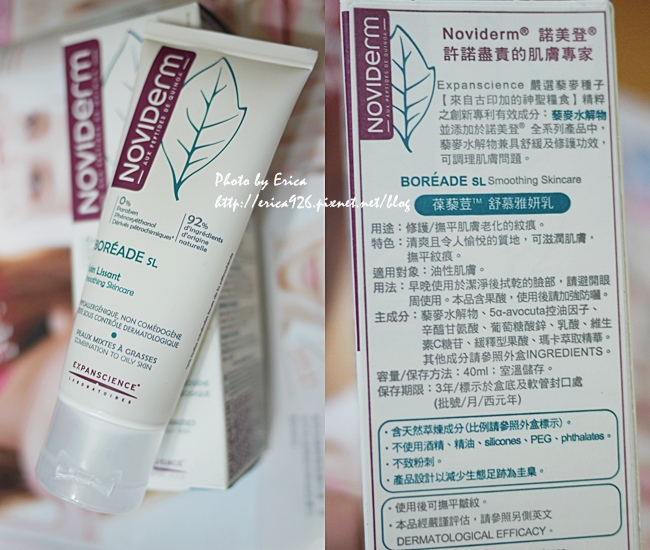 NOVIDerm
AUX PEPTIDES DE QUINOA
NOVIDerm
AUX PEPTIDES DE QUINOA
0%
Paraben
Phénoxyéthanol
Dérivés pétrochimiques*
92%
d'ingrédients
d'origine
naturelle
BORÉADE SL
Soin Lissant
Smoothing Skincare
HYPOALLERGÉNIQUE, NON COMÉDOGÈNE
TESTÉ SOUS CONTRÔLE DERMATOLOGIQUE
PEAUX MIXTES À GRASSES
COMBINATION TO OILY SKIN
EXPANSCIENCE®
LABORATOIRES
Photo by Erica
http://erica926.pixnet.net/blog
NOVIDerm
AUX PEPTIDES DE QUINOA
Noviderm® 諾美登®
許諾盡責的肌膚專家
Expanscience 嚴選藜麥種子
【來自古印加的神聖糧食】精粹
之創新專利有效成分：藜麥水解物
並添加於諾美登® 全系列產品中，
藜麥水解物兼具舒緩及修護功效，
可調理肌膚問題。
BORÉADE SL Smoothing Skincare
葆藜荳™ 舒慕雅妍乳
用途：修護/撫平肌膚老化的紋痕。
特色：清爽且令人愉悅的質地，可滋潤肌膚，
撫平紋痕。
適用對象：油性肌膚。
用法：早晚使用於潔淨後拭乾的臉部，請避開眼
周使用。本品含果酸，使用後請加強防曬。
主成分：藜麥水解物、5α-avocuta控油因子、
辛醯甘氨酸、葡萄糖酸鋅、乳酸、維生
素C糖苷、緩釋型果酸、瑪卡萃取精華。
其他成分請參照外盒INGREDIENTS。
容量/保存方法：40ml；室溫儲存。
保存期限：3年/標示於盒底及軟管封口處
(批號/月/西元年)
・含天然萃煉成分(比例請參照外盒標示)。
・不使用酒精、精油、silicones、PEG、phthalates。
・不致粉刺。
・產品設計以減少生態足跡為圭臬。
・使用後可撫平皺紋。
・本品經嚴謹評估，請參照另側英文
DERMATOLOGICAL EFFICACY。